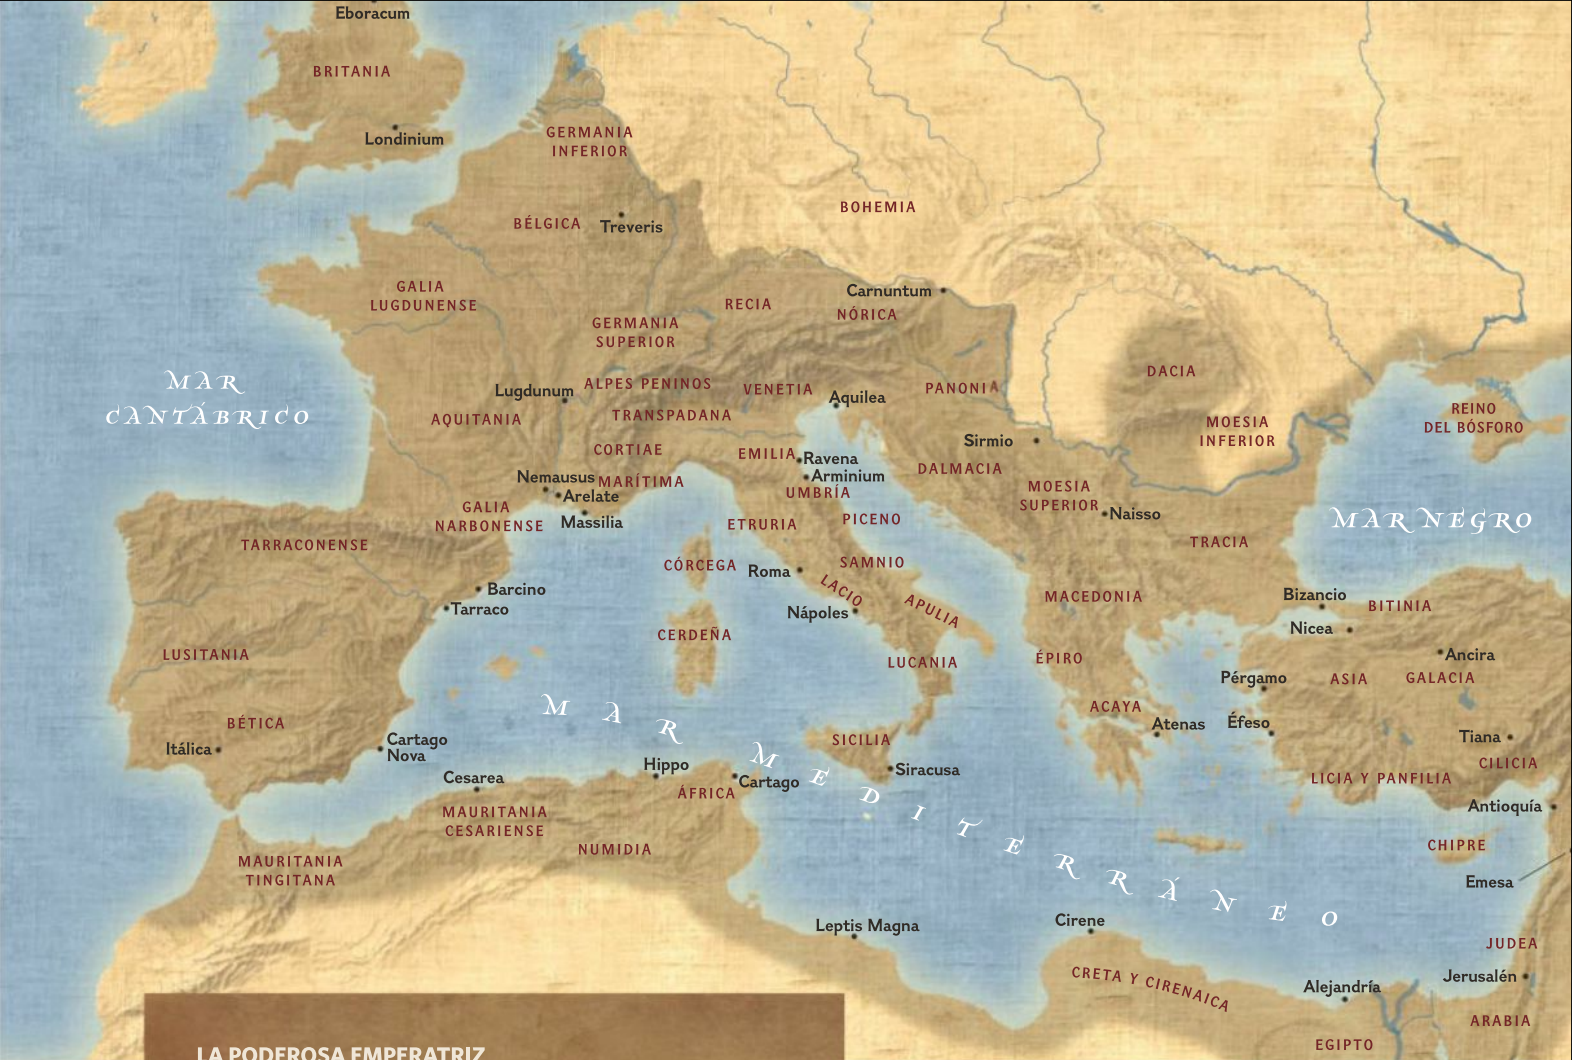 Eboracum
BRITANIA
Londinium
GERMANIA
INFERIOR
BÉLGICA
Treveris
BOHEMIA
GALIA
LUGDUNENSE
GERMANIA
SUPERIOR
RECIA
Carnuntum
NÓRICA
MAR
CANTÁBRICO
Lugdunum
ALPES PENINOS
VENETIA
Aquilea
PANONIA
DACIA
AQUITANIA
TRANSPADANA
CORTIAE
EMILIA
Ravena
Arminium
UMBRÍA
DALMACIA
Sirmio
MOESIA
INFERIOR
REINO
DEL BÓSFORO
Nemausus
MARÍTIMA
Arelate
Massilia
GALIA
NARBONENSE
ETRURIA
PICENO
MOESIA
SUPERIOR
Naisso
MAR NEGRO
TARRACONENSE
CÓRCEGA
Roma
SAMNIO
LACIO
APULIA
TRACIA
Barcino
Tarraco
Nápoles
MACEDONIA
Bizancio
BITINIA
Nicea
CERDEÑA
LUCANIA
ÉPIRO
Ancira
LUSITANIA
Pérgamo
ASIA
GALACIA
BÉTICA
ACAYA
Atenas
Éfeso
Tiana
Itálica
Cartago
Nova
SICILIA
Siracusa
CILICIA
LICIA Y PANFILIA
MAR MEDITERRÁNEO
Cesarea
Hippo
Cartago
ÁFRICA
Antioquía
MAURITANIA
CESARIENSE
NUMIDIA
CHIPRE
MAURITANIA
TINGITANA
Emesa
Leptis Magna
Cirene
JUDEA
CRETA Y CIRENAICA
Jerusalén
Alejandría
ARABIA
EGIPTO
LA PODEROSA EMPERATRIZ